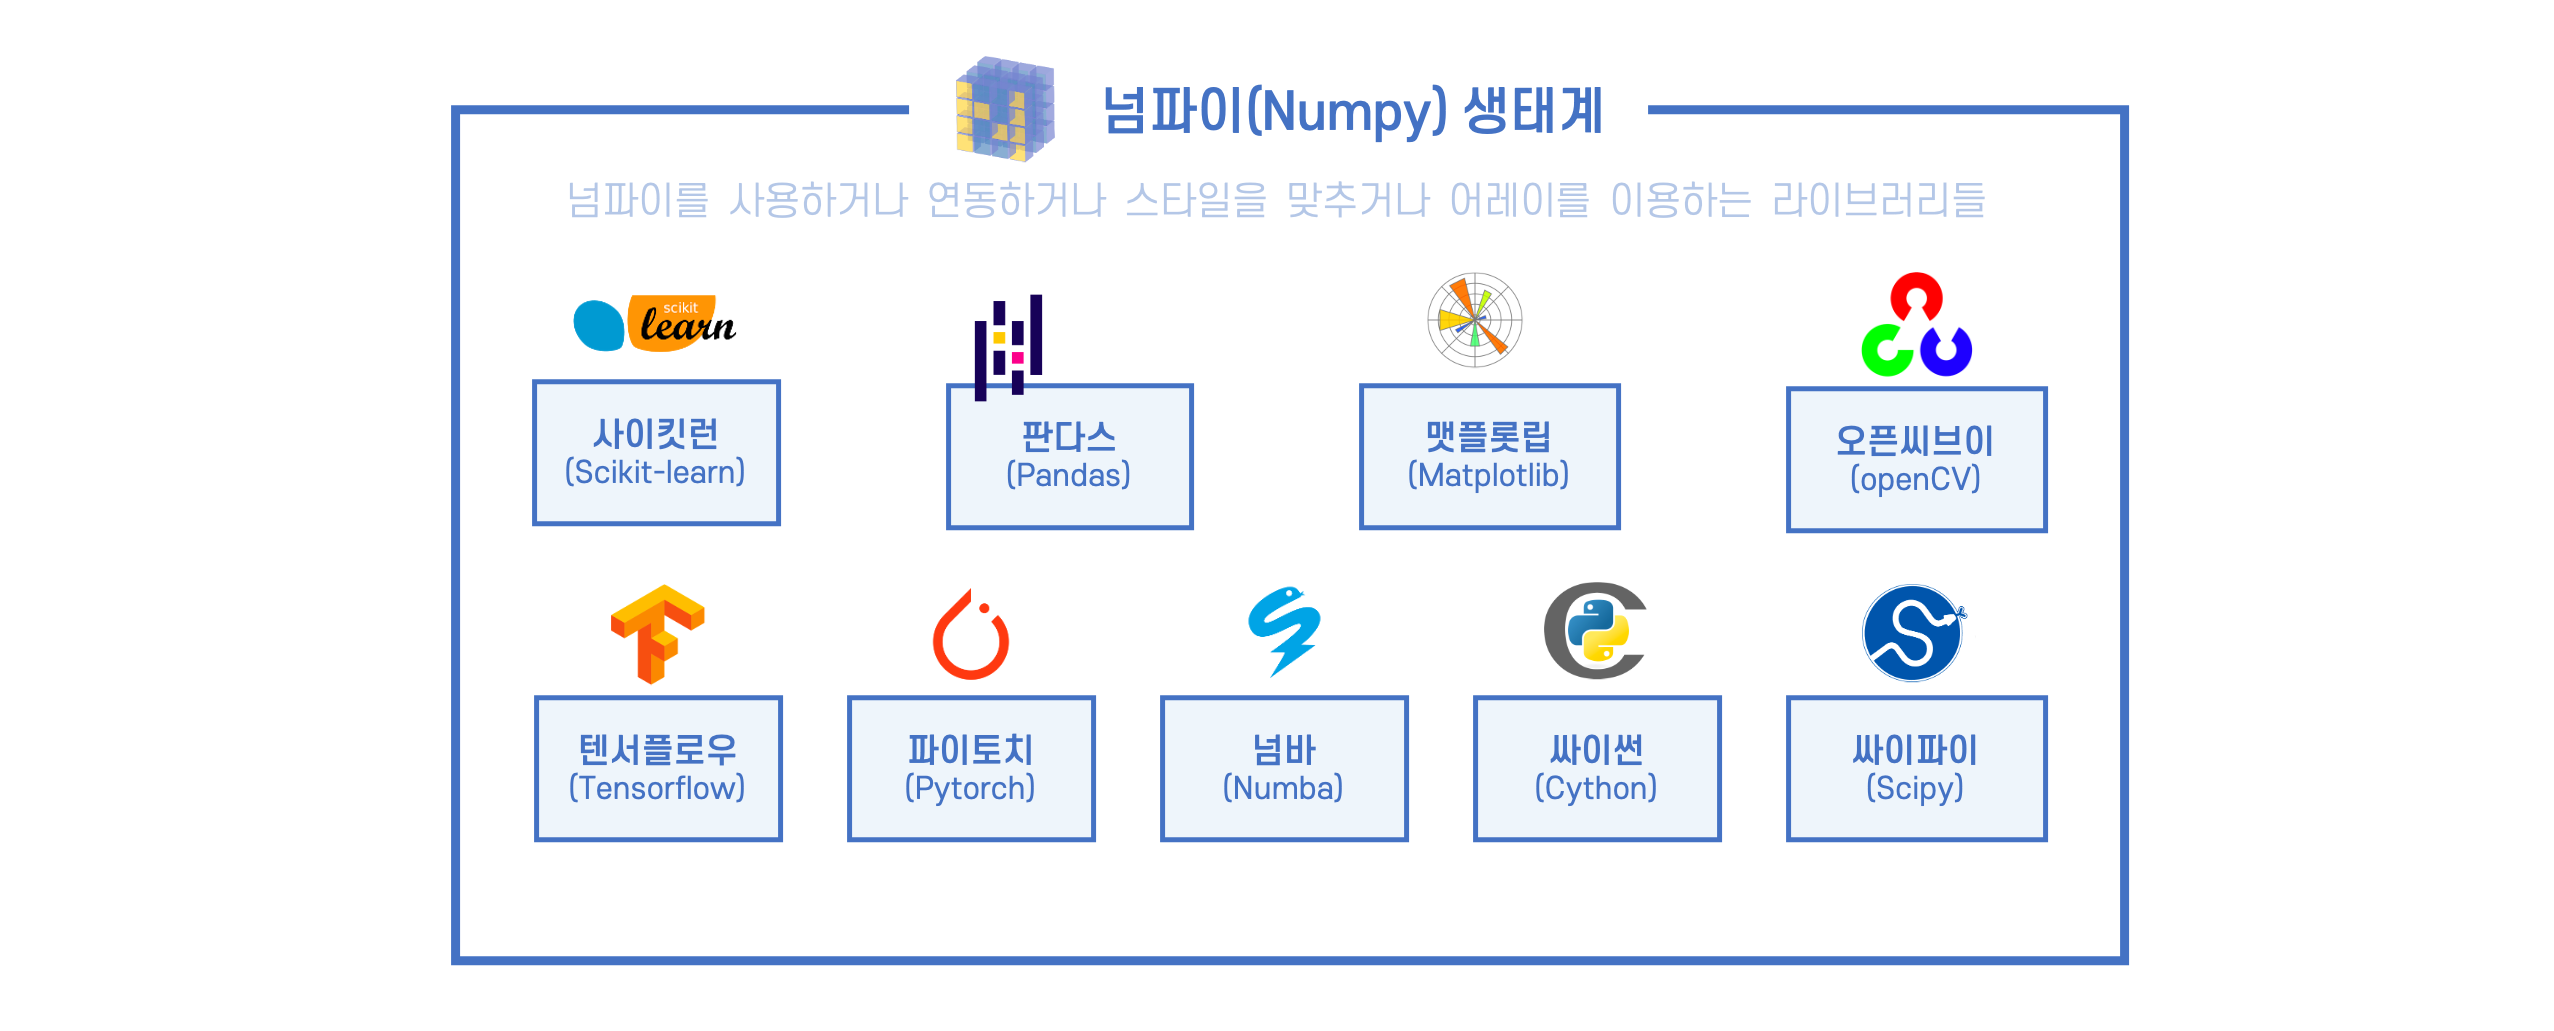 넘파이(Numpy) 생태계
넘파이를 사용하거나 연동하거나 스타일을 맞추거나 어레이를 이용하는 라이브러리들
scikit
learn
사이킷런
(Scikit-learn)
판다스
(Pandas)
맷플롯립
(Matplotlib)
오픈씨브이
(openCV)
텐서플로우
(Tensorflow)
파이토치
(Pytorch)
넘바
(Numba)
싸이썬
(Cython)
싸이파이
(Scipy)